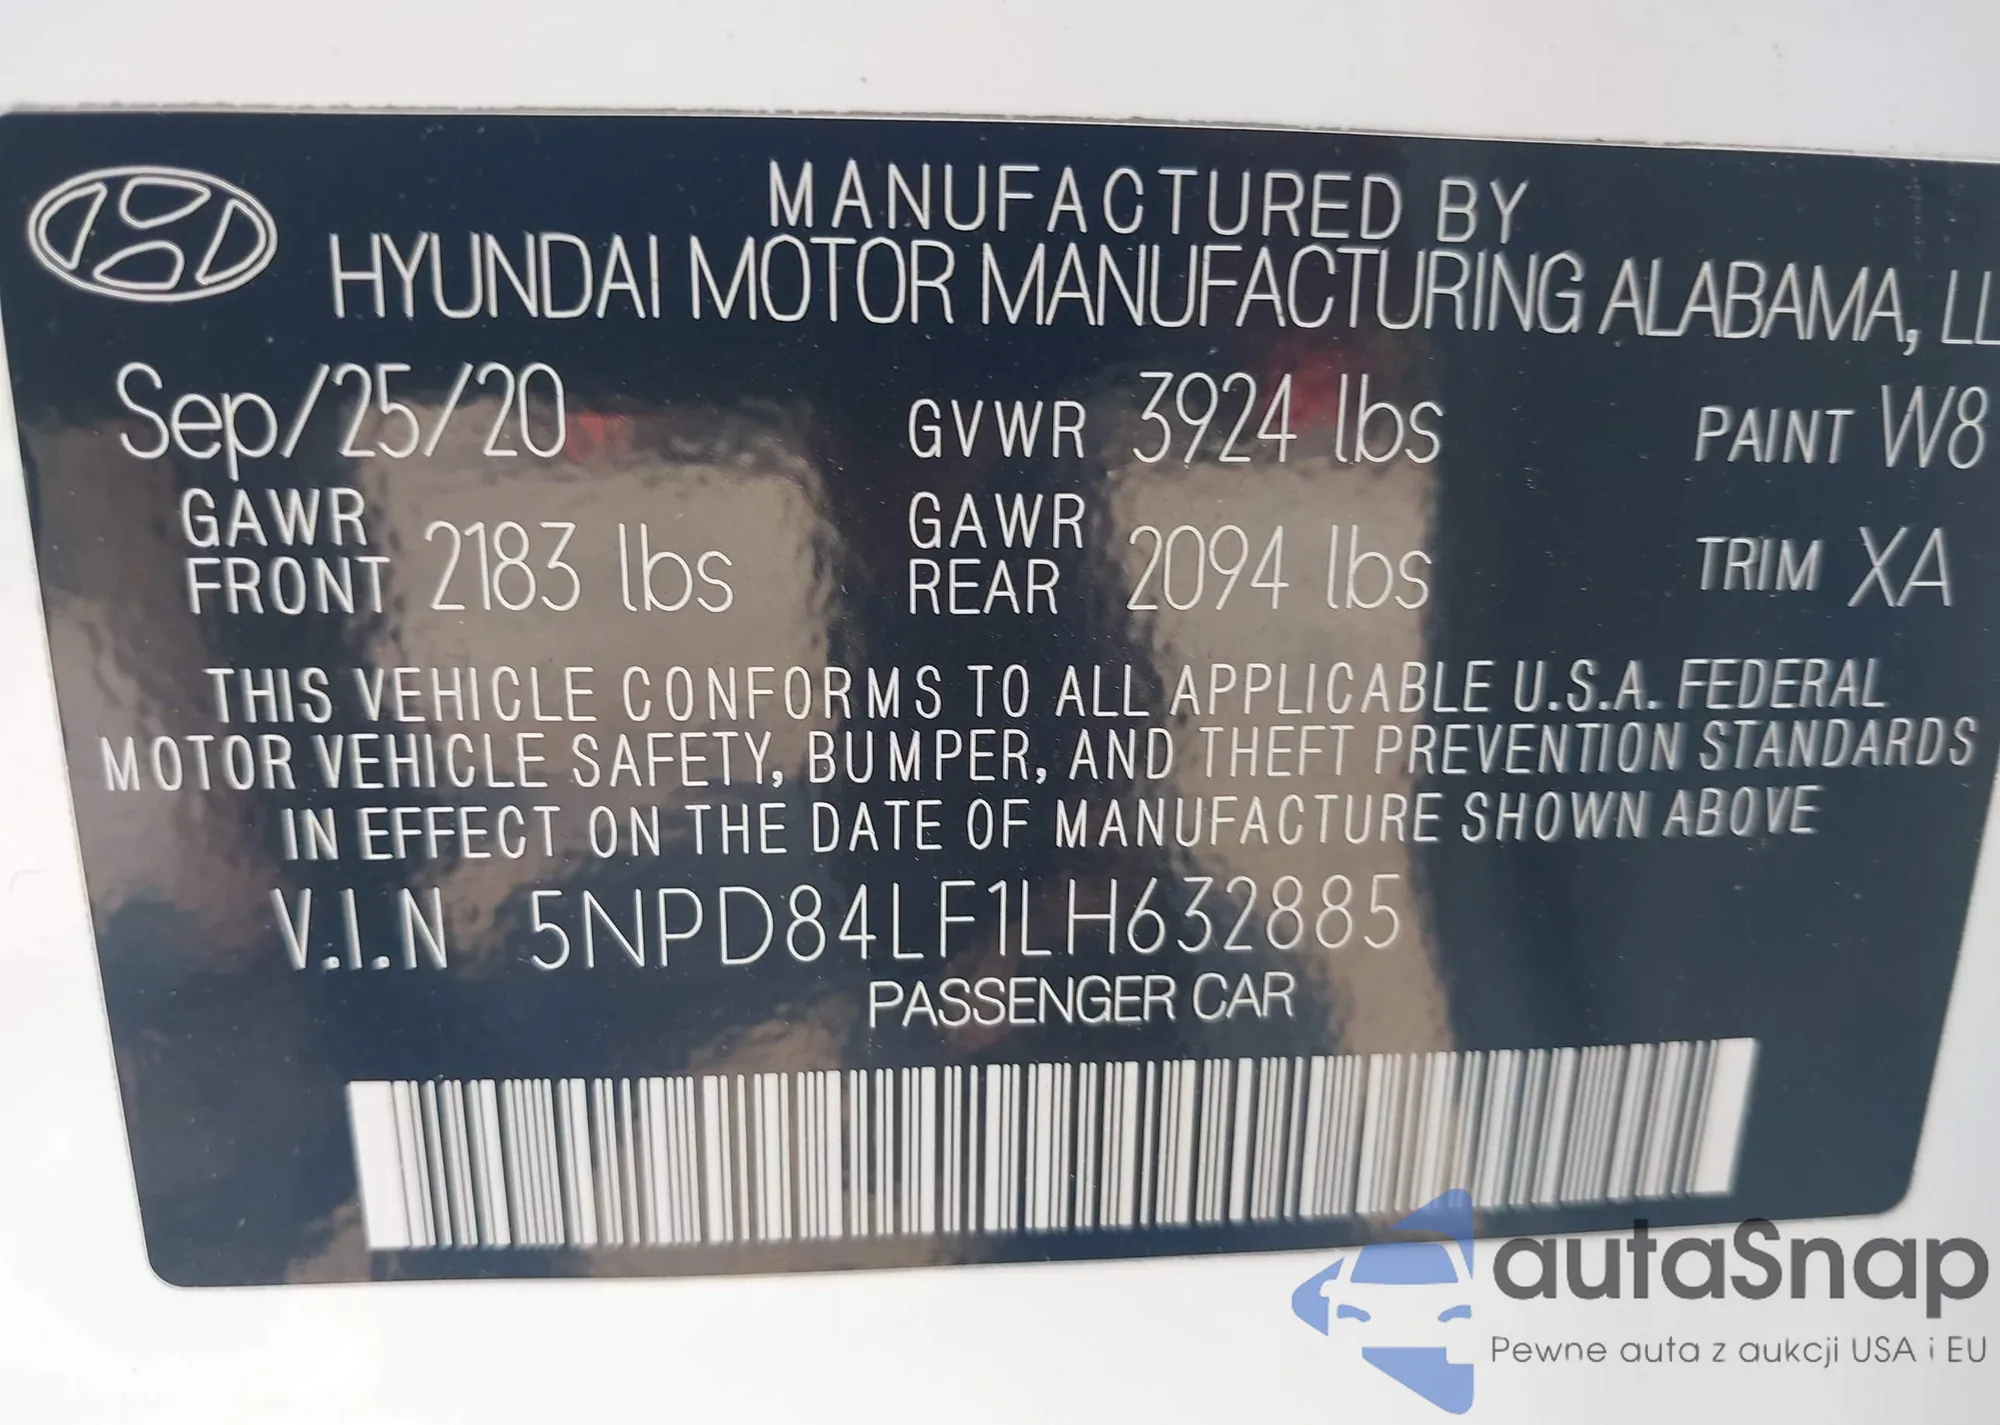 MANUFACTURED BY
HYUNDAI MOTOR MANUFACTURING ALABAMA, LL
Sep/25/20 GVWR 3924 lbs PAINT W8
GAWR FRONT 2183 lbs GAWR REAR 2094 lbs TRIM XA
THIS VEHICLE CONFORMS TO ALL APPLICABLE U.S.A. FEDERAL
MOTOR VEHICLE SAFETY, BUMPER, AND THEFT PREVENTION STANDARDS
IN EFFECT ON THE DATE OF MANUFACTURE SHOWN ABOVE
V.I.N 5NPD84LF1LH632885
PASSENGER CAR
autaSnap
Pewne auta z aukcji USA i EU